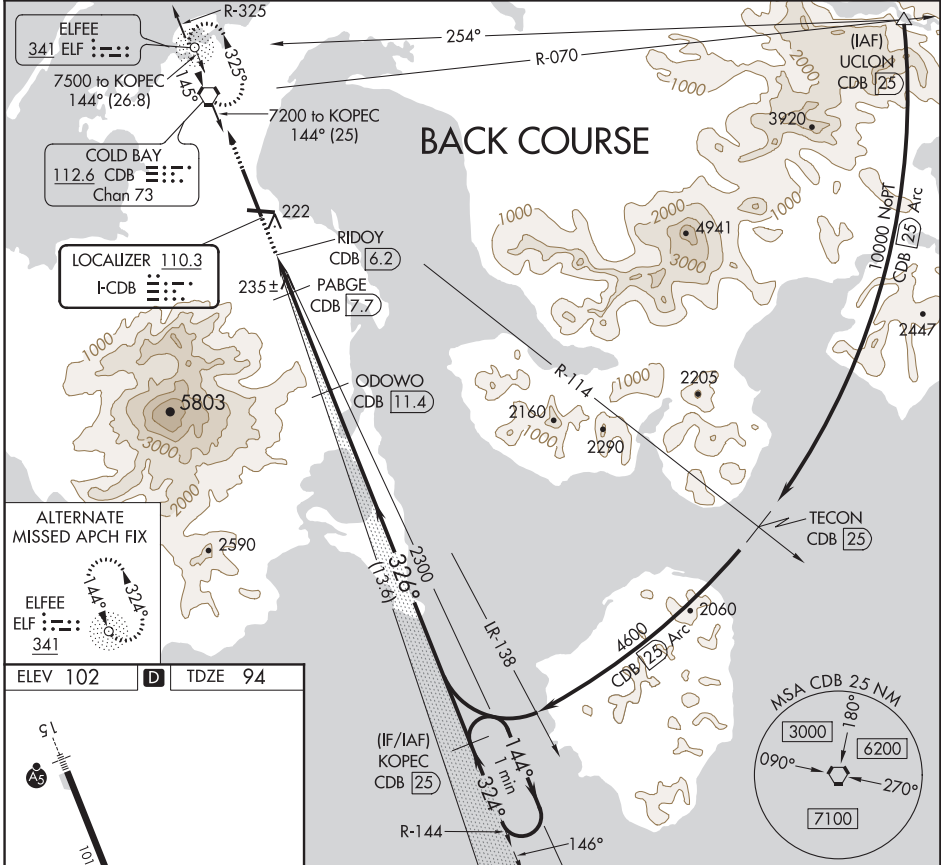 ELFEE
341 ELF
R-325
325°
145°
7500 to KOPEC
144° (26.8)
7200 to KOPEC
144° (25)
COLD BAY
112.6 CDB
Chan 73
254°
R-070
(IAF)
UCLON
CDB 25
2000
1000
3920
1000
BACK COURSE
1000
2000
4941
3000
10000 NoPT
CDB 25 Arc
2447
222
LOCALIZER 110.3
I-CDB
RIDOY
CDB 6.2
235±
PABGE
CDB 7.7
1000
5803
3000
2000
2590
ODOWO
CDB 11.4
R-114
1000
2205
2160
1000
2290
TECON
CDB 25
2060
4600
CDB 25 Arc
2300
326°
(13.6)
LR-138
ALTERNATE
MISSED APCH FIX
144°
324°
ELFEE
ELF
341
(IF/IAF)
KOPEC
CDB 25
144°
1 min
324°
R-144
146°
ELEV 102
D
TDZE 94
15
A5
101
MSA CDB 25 NM
180°
3000
6200
090°
270°
7100